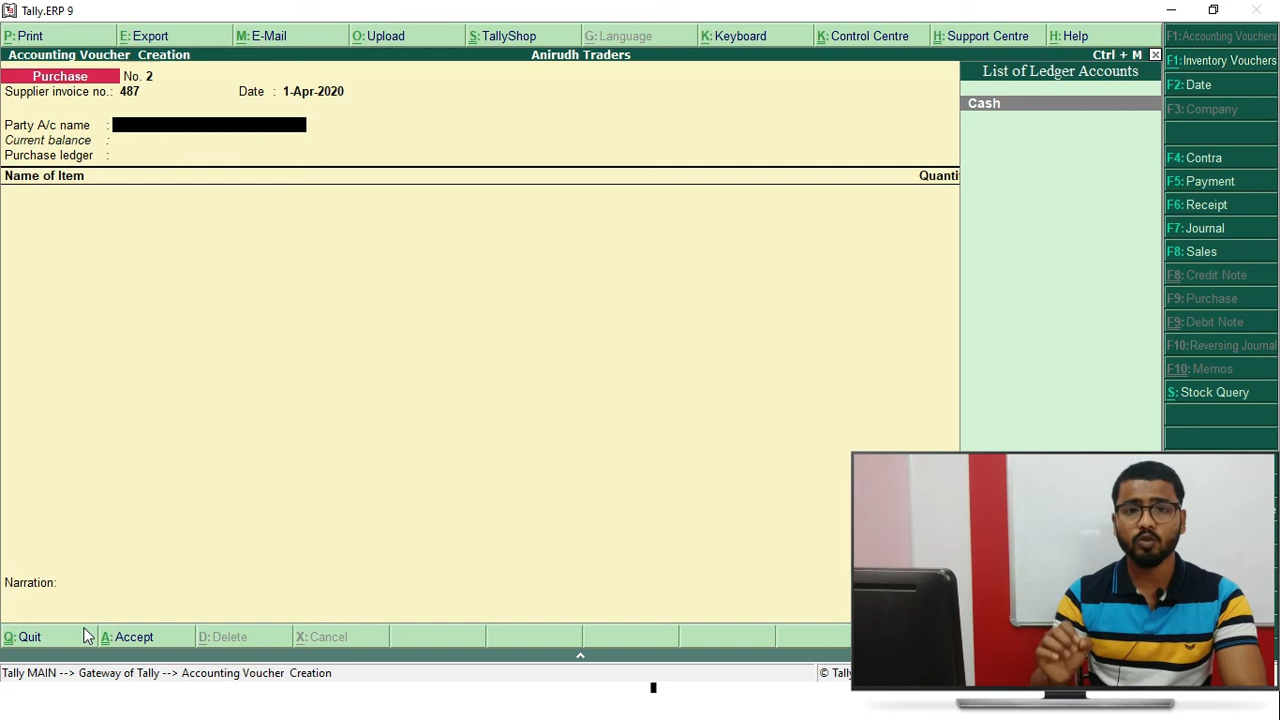 Tally.ERP 9
P: Print
E: Export
M: E-Mail
O: Upload
S: TallyShop
G: Language
K: Keyboard
K: Control Centre
H: Support Centre
H: Help
F1: Accounting Vouchers
Accounting Voucher Creation
Anirudh Traders
Ctrl + M
Purchase No. 2
Supplier invoice no.: 487 Date : 1-Apr-2020
Party A/c name :
Current balance :
Purchase ledger :
Name of Item Quanti
List of Ledger Accounts
Cash
F1: Inventory Vouchers
F2: Date
F3: Company
F4: Contra
F5: Payment
F6: Receipt
F7: Journal
F8: Sales
F8: Credit Note
F9: Purchase
F9: Debit Note
F10: Reversing Journal
F10: Memos
S: Stock Query
Narration:
Q: Quit
A: Accept
D: Delete
X: Cancel
Tally MAIN --> Gateway of Tally --> Accounting Voucher Creation
© Tally